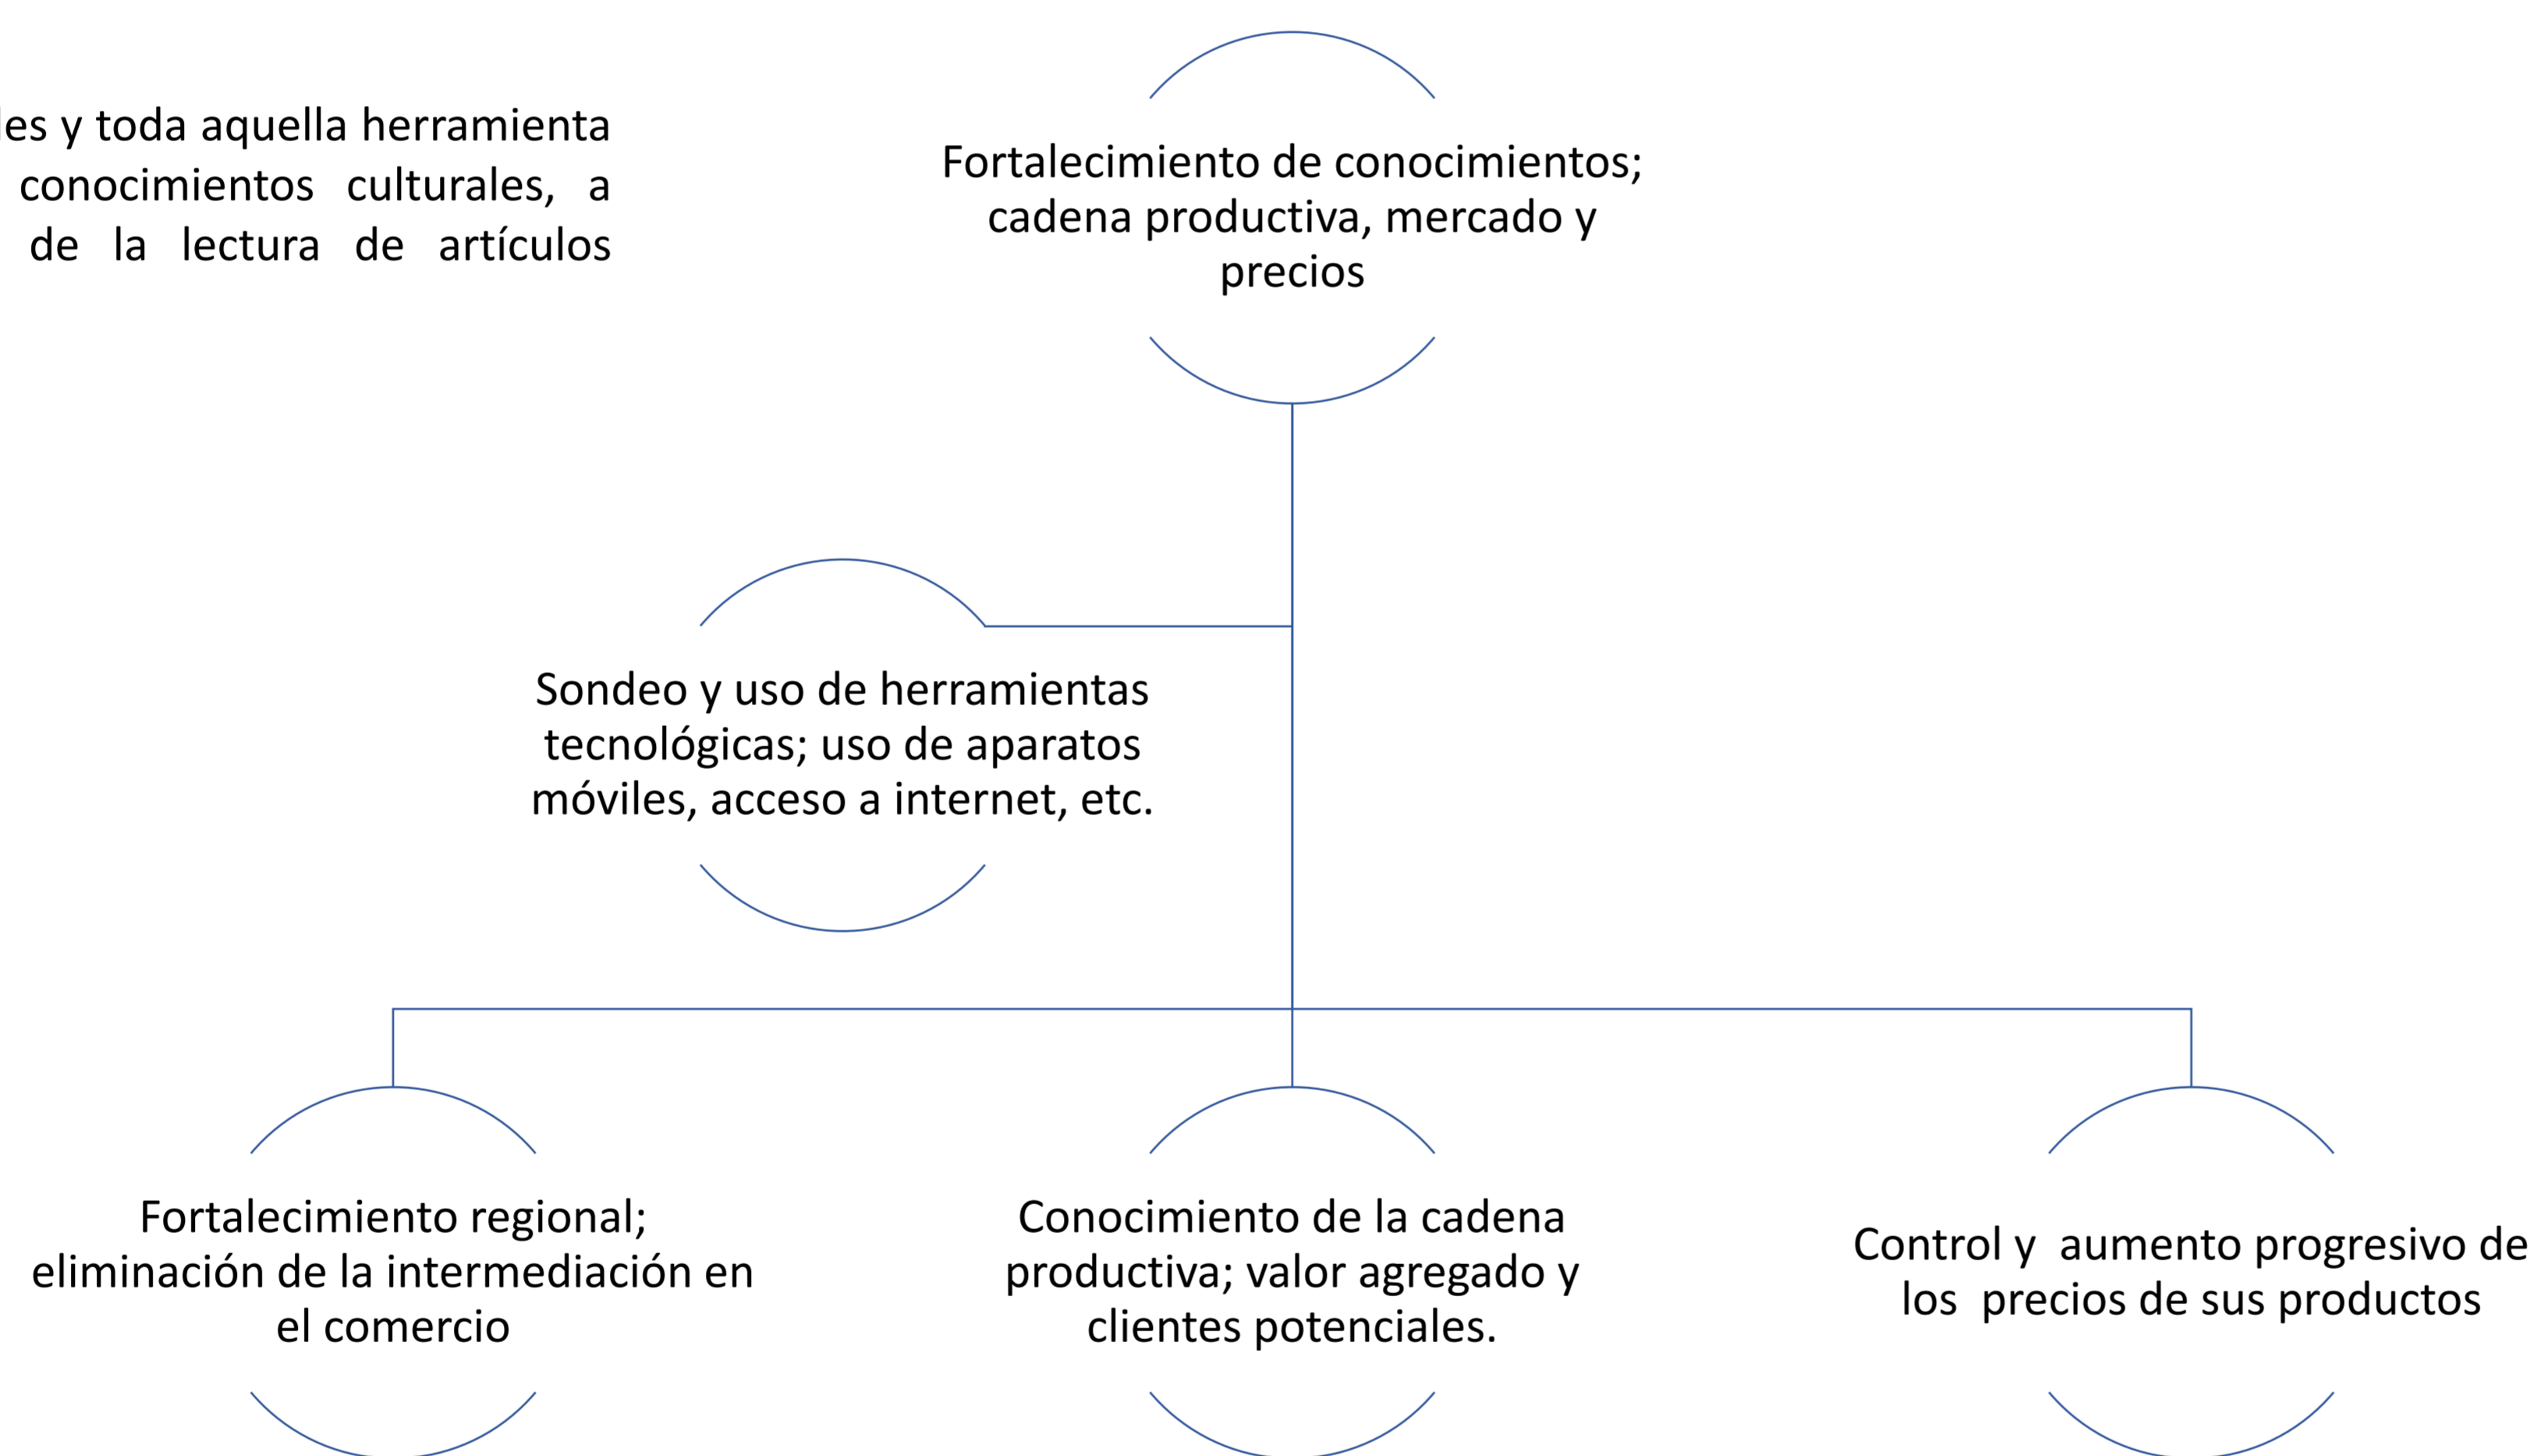 y toda aquella herramienta
conocimientos culturales, a
de la lectura de artículos
Fortalecimiento de conocimientos;
cadena productiva, mercado y
precios
Sondeo y uso de herramientas
tecnológicas; uso de aparatos
móviles, acceso a internet, etc.
Fortalecimiento regional;
eliminación de la intermediación en
el comercio
Conocimiento de la cadena
productiva; valor agregado y
clientes potenciales.
Control y aumento progresivo de
los precios de sus productos